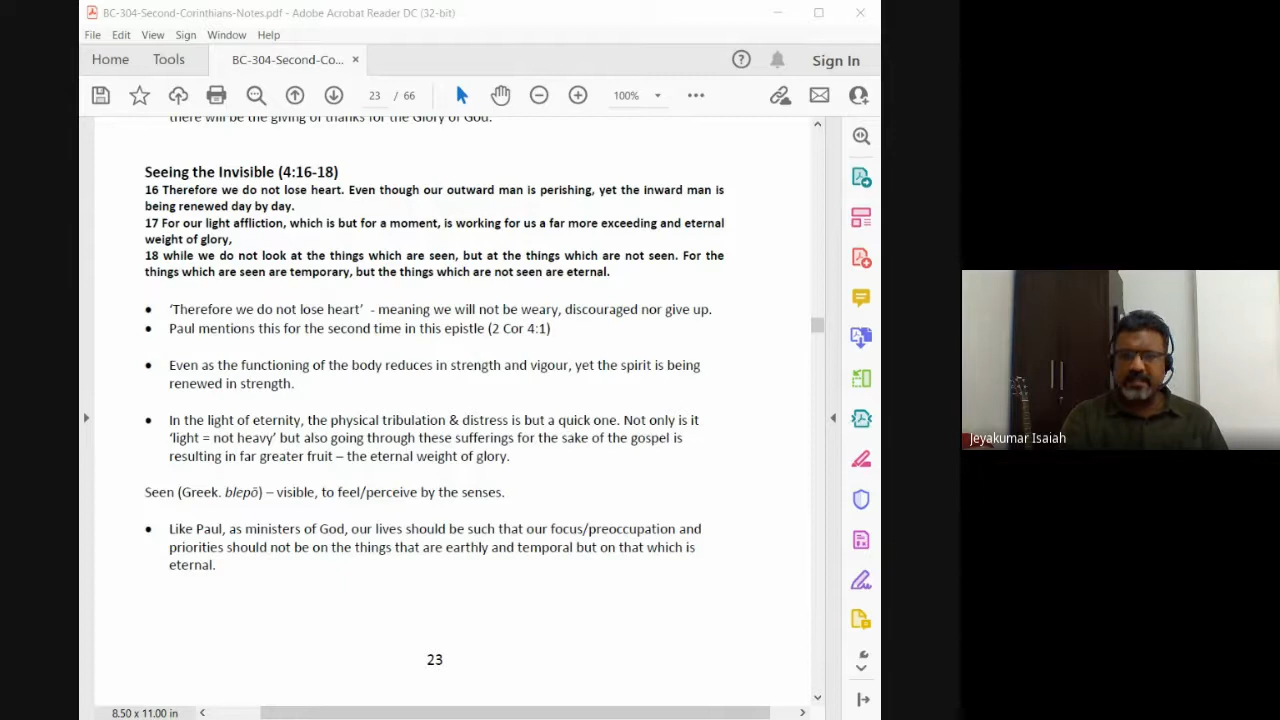 BC-304-Second-Corinthians-Notes.pdf - Adobe Acrobat Reader DC (32-bit)
File Edit View Sign Window Help
Home Tools BC-304-Second-Co... × Sign In
23 / 66 100%
there will be the giving of thanks for the Glory of God.
Seeing the Invisible (4:16-18)
16 Therefore we do not lose heart. Even though our outward man is perishing, yet the inward man is
being renewed day by day.
17 For our light affliction, which is but for a moment, is working for us a far more exceeding and eternal
weight of glory,
18 while we do not look at the things which are seen, but at the things which are not seen. For the
things which are seen are temporary, but the things which are not seen are eternal.
• ‘Therefore we do not lose heart’ - meaning we will not be weary, discouraged nor give up.
• Paul mentions this for the second time in this epistle (2 Cor 4:1)
• Even as the functioning of the body reduces in strength and vigour, yet the spirit is being
renewed in strength.
• In the light of eternity, the physical tribulation & distress is but a quick one. Not only is it
‘light = not heavy’ but also going through these sufferings for the sake of the gospel is
resulting in far greater fruit – the eternal weight of glory.
Seen (Greek. blepō) – visible, to feel/perceive by the senses.
• Like Paul, as ministers of God, our lives should be such that our focus/preoccupation and
priorities should not be on the things that are earthly and temporal but on that which is
eternal.
23
8.50 x 11.00 in
Jeyakumar Isaiah